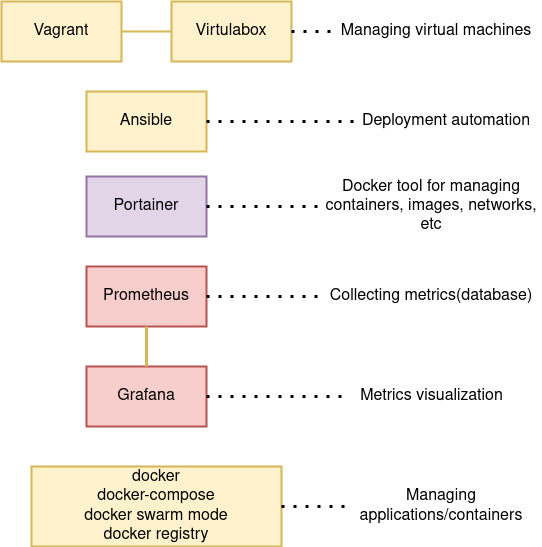 Vagrant
Virtulabox
Managing virtual machines
Ansible
Deployment automation
Portainer
Docker tool for managing
containers, images, networks,
etc
Prometheus
Collecting metrics(database)
Grafana
Metrics visualization
docker
docker-compose
docker swarm mode
docker registry
Managing
applications/containers